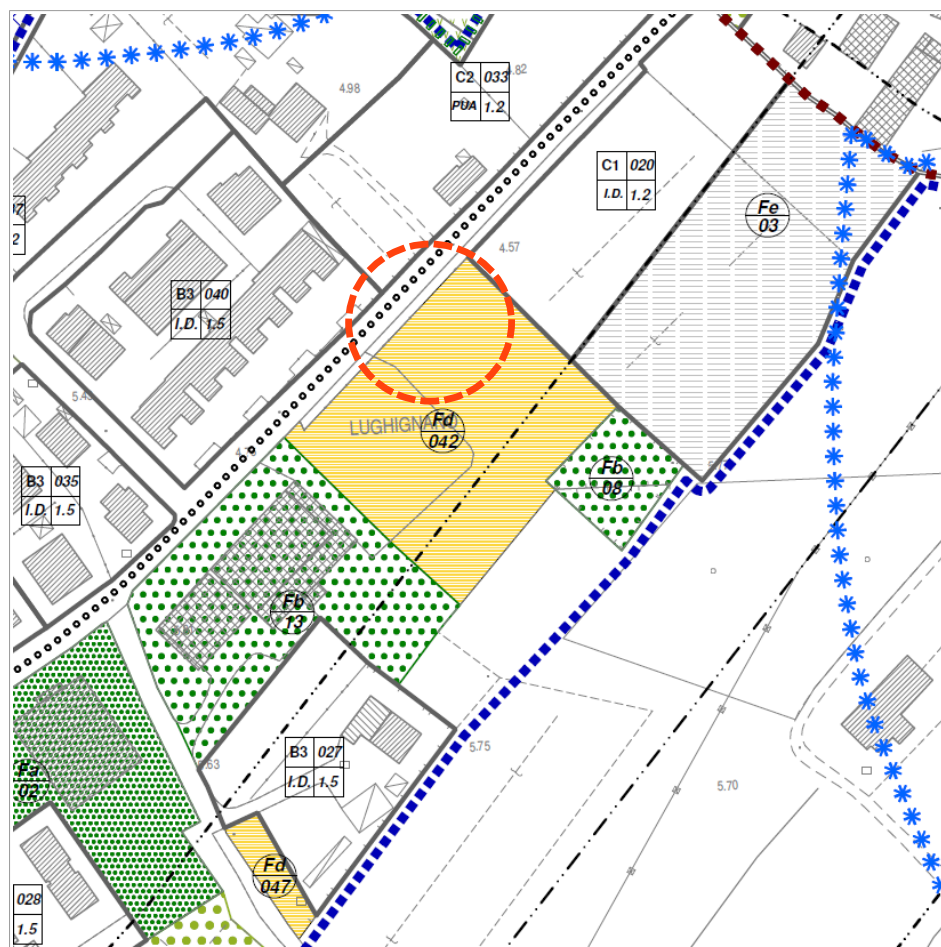 C2 033
PUA 1.2
4.98
C1 020
I.D. 1.2
Fe
03
4.57
B3 040
I.D. 1.5
LUGHIGNANO
Fd
042
Fb
08
B3 035
I.D. 1.5
Fb
13
5.75
B3 027
I.D. 1.5
5.70
Fa
02
Fd
047
028
1.5